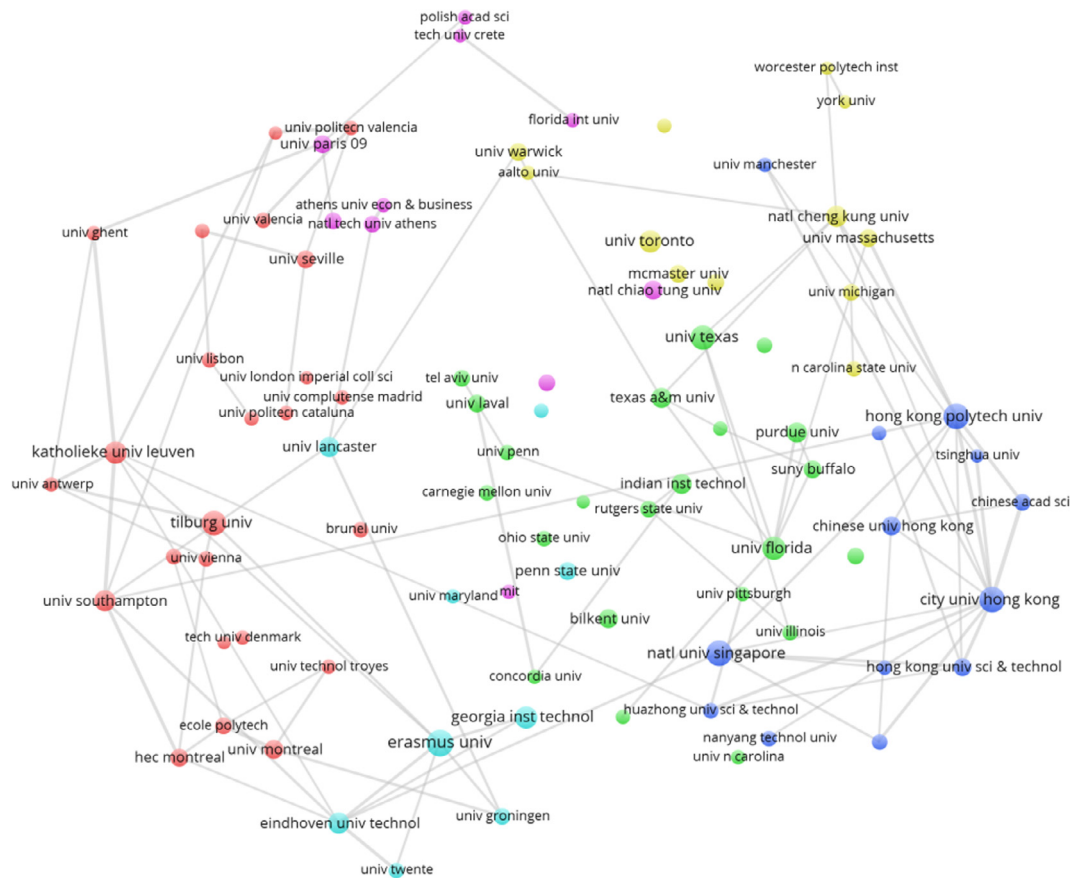 polish acad sci
tech univ crete
worcester polytech inst
york univ
florida int univ
univ politecn valencia
univ paris 09
univ warwick
aalto univ
univ manchester
athens univ econ & business
natl tech univ athens
univ valencia
natl cheng kung univ
univ massachusetts
univ ghent
univ toronto
univ seville
mcmaster univ
natl chiao tung univ
univ michigan
univ texas
univ lisbon
n carolina state univ
univ london imperial coll sci
tel aviv univ
univ complutense madrid
texas a&m univ
univ laval
univ politecn cataluna
hong kong polytech univ
purdue univ
univ lancaster
katholieke univ leuven
univ penn
tsinghua univ
suny buffalo
univ antwerp
indian inst technol
carnegie mellon univ
chinese acad sci
rutgers state univ
tilburg univ
chinese univ hong kong
brunel univ
ohio state univ
univ florida
univ vienna
penn state univ
univ maryland
mit
univ pittsburgh
univ southampton
city univ hong kong
bilkent univ
univ illinois
tech univ denmark
natl univ singapore
univ technol troyes
hong kong univ sci & technol
concordia univ
huazhong univ sci & technol
georgia inst technol
ecole polytech
nanyang technol univ
erasmus univ
univ montreal
hec montreal
univ n carolina
univ groningen
eindhoven univ technol
univ twente